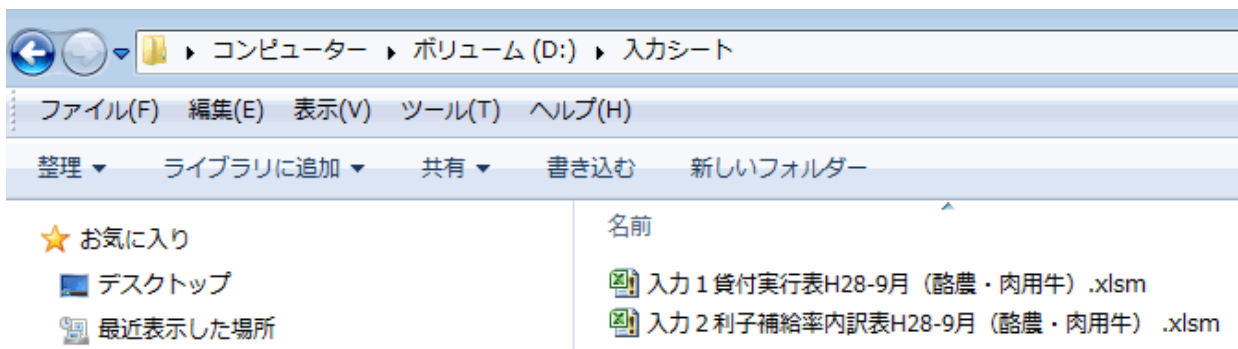 コンピューター ▸ ボリューム (D:) ▸ 入力シート
ファイル(F) 編集(E) 表示(V) ツール(T) ヘルプ(H)
整理 ▼ ライブラリに追加 ▼ 共有 ▼ 書き込む 新しいフォルダー
お気に入り
デスクトップ
最近表示した場所
名前
入力1貸付実行表H28-9月（酪農・肉用牛）.xlsm
入力2利子補給率内訳表H28-9月（酪農・肉用牛） .xlsm